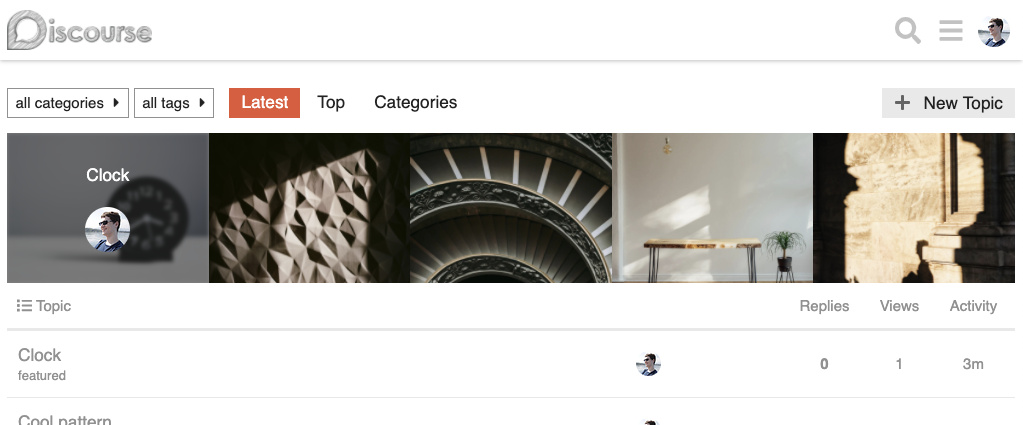 Discourse
all categories all tags Latest Top Categories + New Topic
Clock
Topic Replies Views Activity
Clock 0 1 3m
featured
Cool pattern